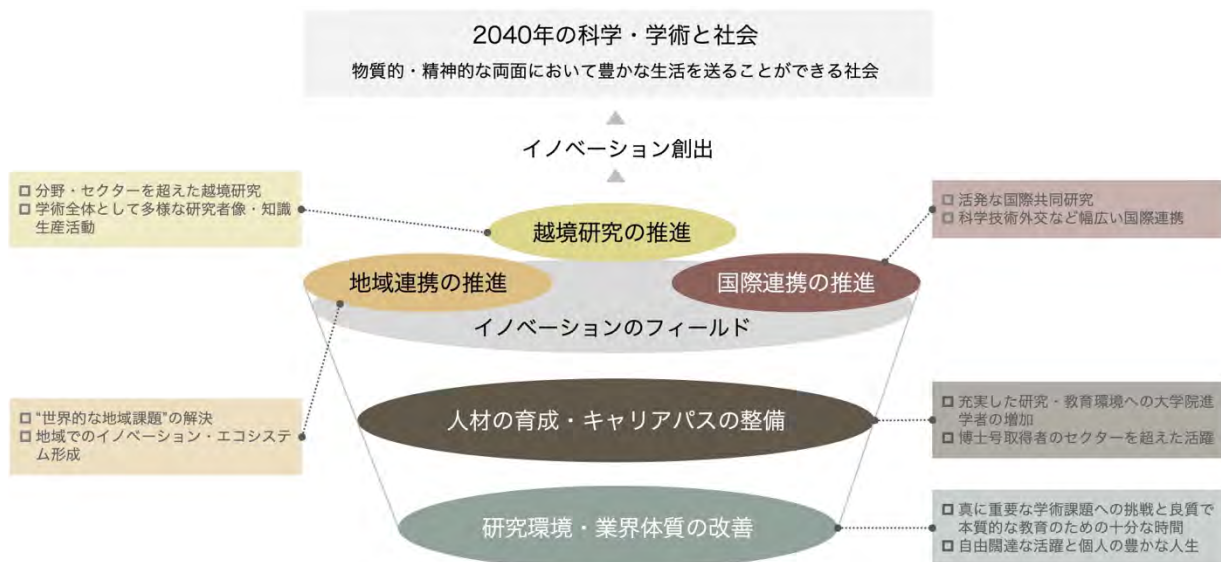 2040年の科学・学術と社会
物質的・精神的な両面において豊かな生活を送ることができる社会
イノベーション創出
分野・セクターを超えた越境研究
学術全体として多様な研究者像・知識
生産活動
活発な国際共同研究
科学技術外交など幅広い国際連携
越境研究の推進
地域連携の推進
国際連携の推進
イノベーションのフィールド
"世界的な地域課題"の解決
地域でのイノベーション・エコシステ
ム形成
人材の育成・キャリアパスの整備
充実した研究・教育環境への大学院進
学者の増加
博士号取得者のセクターを超えた活躍
研究環境・業界体質の改善
真に重要な学術課題への挑戦と良質で
本質的な教育のための十分な時間
自由闊達な活躍と個人の豊かな人生